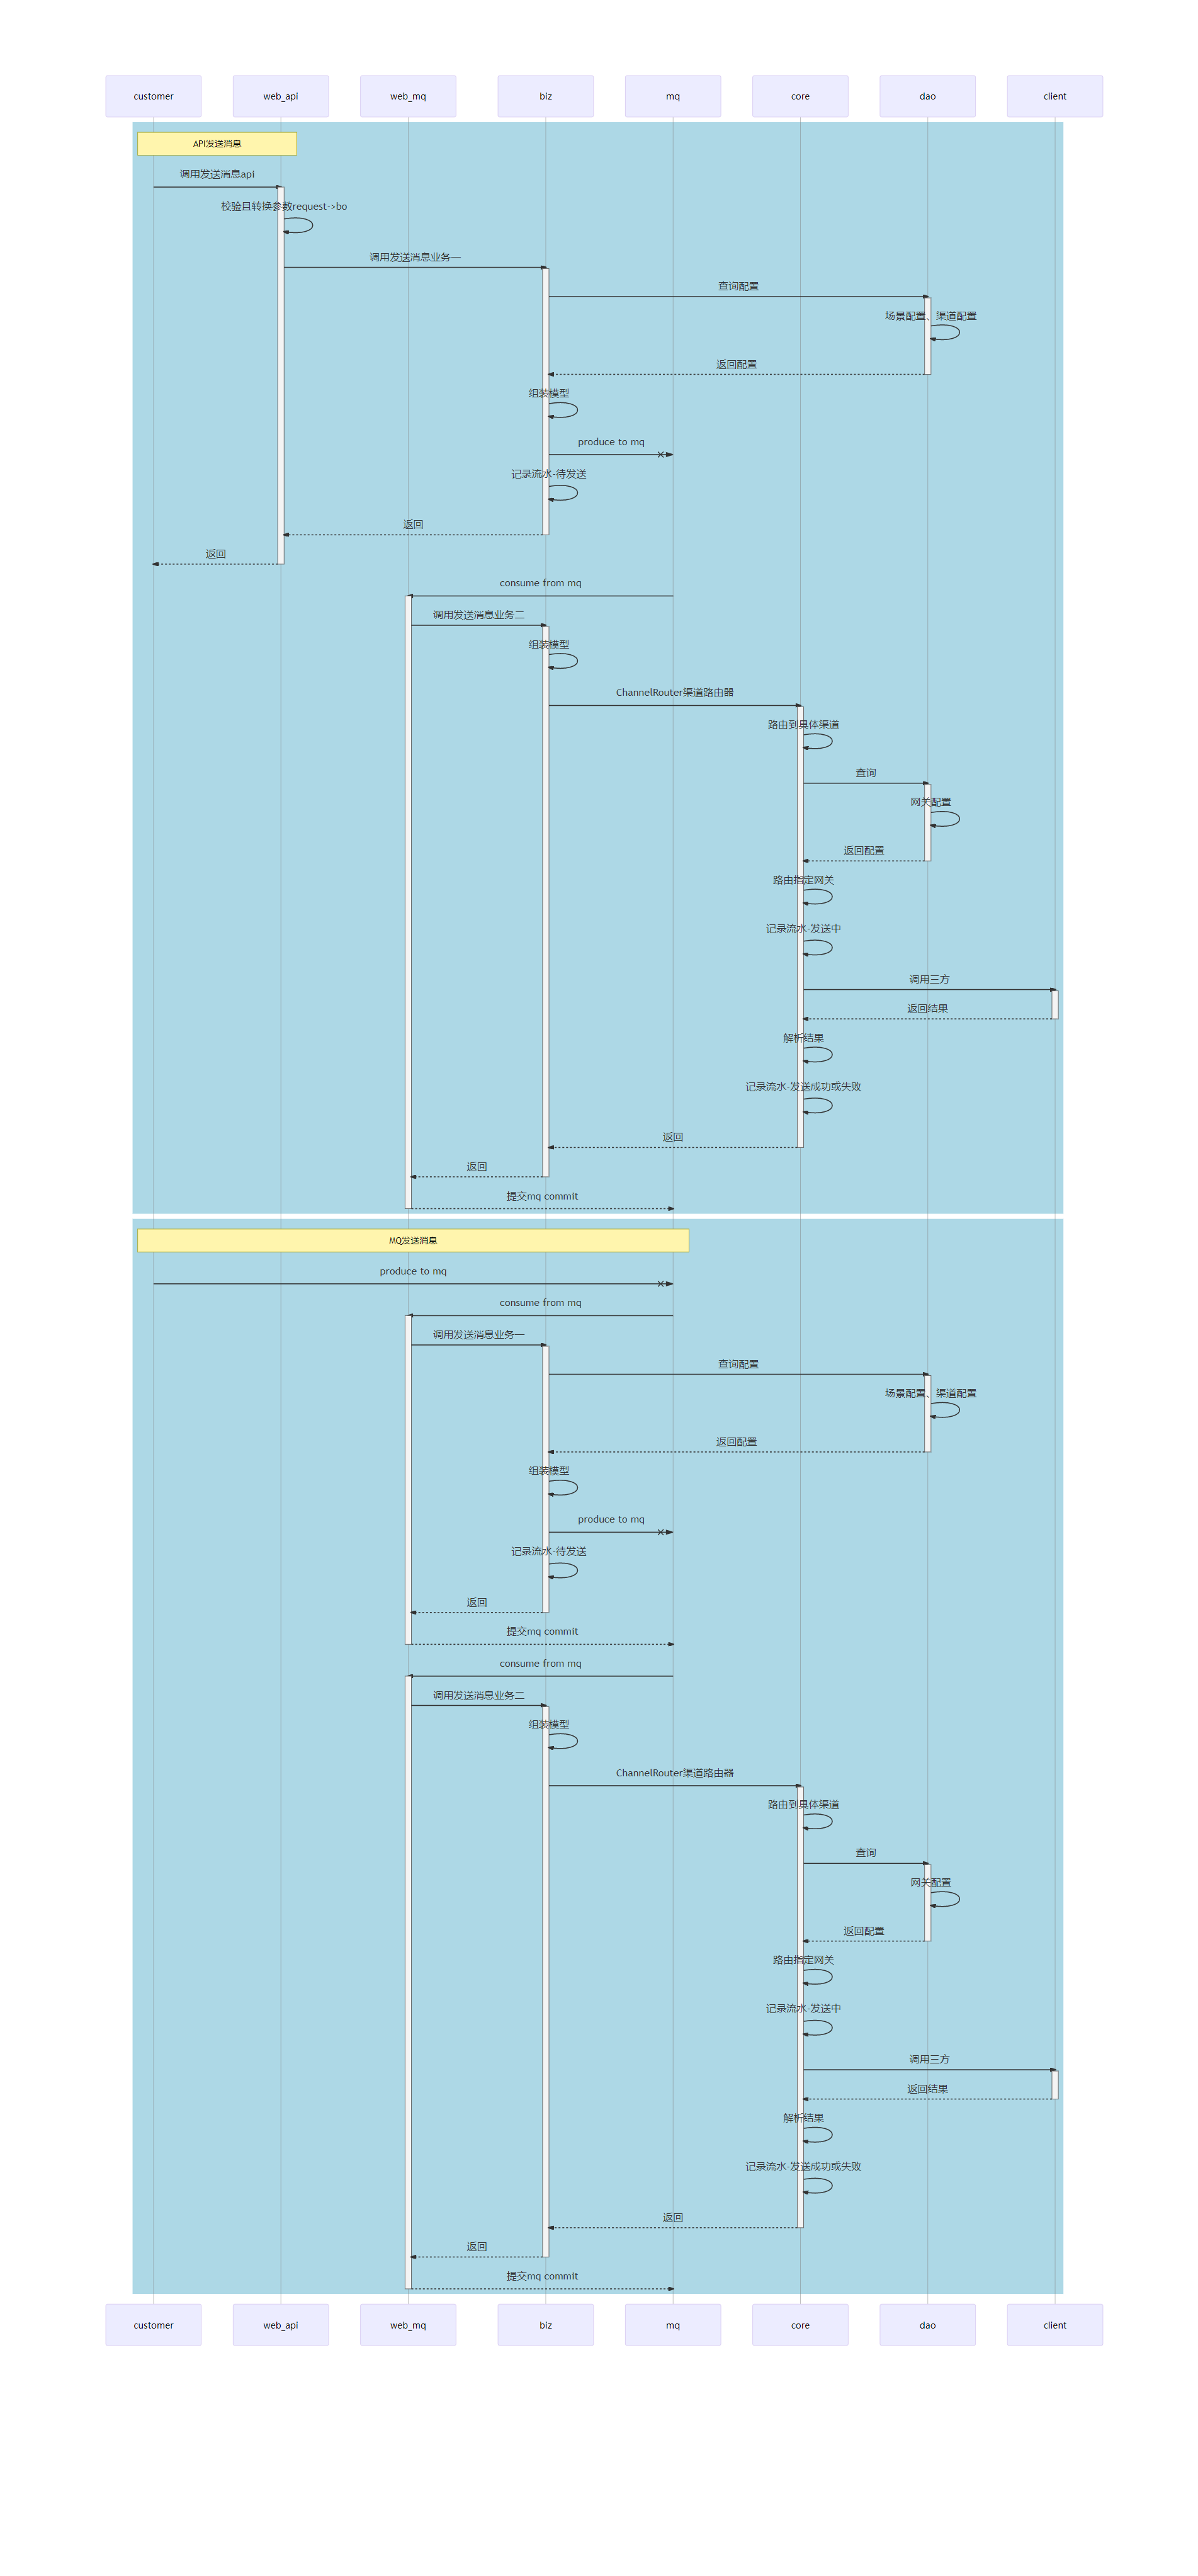 customer
web_api
web_mq
biz
mq
core
dao
client
API发送消息
调用发送消息api
校验且转换参数request->bo
调用发送消息业务一
查询配置
场景配置、渠道配置
返回配置
组装模型
produce to mq
记录流水-待发送
返回
返回
consume from mq
调用发送消息业务二
组装模型
ChannelRouter渠道路由器
路由到具体渠道
查询
网关配置
返回配置
路由指定网关
记录流水-发送中
调用三方
返回结果
解析结果
记录流水-发送成功或失败
返回
返回
提交mq commit
MQ发送消息
produce to mq
consume from mq
调用发送消息业务一
查询配置
场景配置、渠道配置
返回配置
组装模型
produce to mq
记录流水-待发送
返回
提交mq commit
consume from mq
调用发送消息业务二
组装模型
ChannelRouter渠道路由器
路由到具体渠道
查询
网关配置
返回配置
路由指定网关
记录流水-发送中
调用三方
返回结果
解析结果
记录流水-发送成功或失败
返回
返回
提交mq commit
customer
web_api
web_mq
biz
mq
core
dao
client